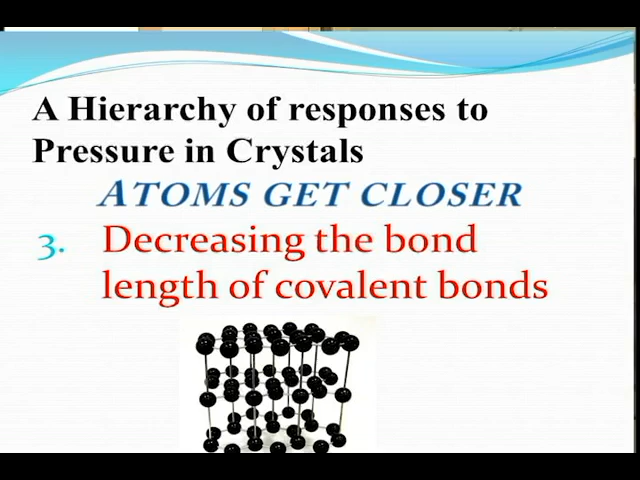 A Hierarchy of responses to
Pressure in Crystals
ATOMS GET CLOSER
3. Decreasing the bond
length of covalent bonds